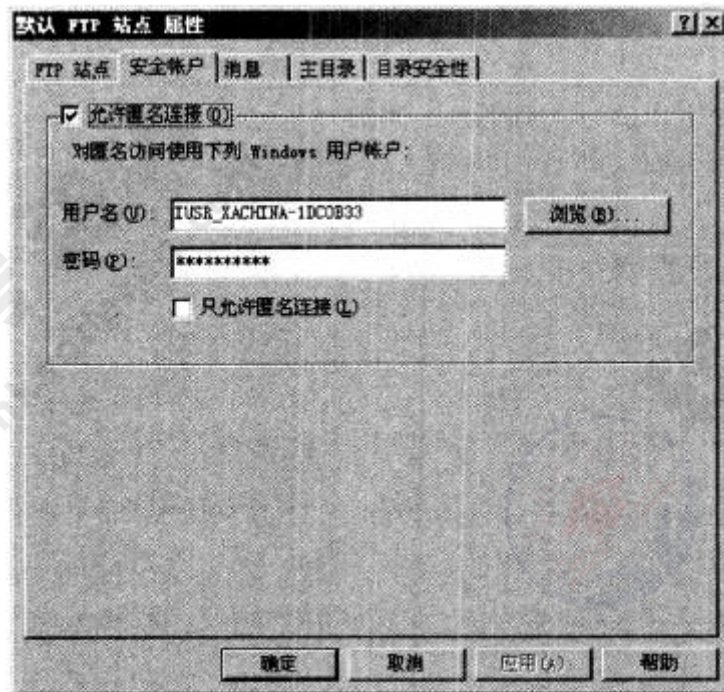 默认 FTP 站点 属性
FTP 站点 安全帐户 消息 主目录 目录安全性
允许匿名连接(O)
对匿名访问使用下列 Windows 用户帐户:
用户名(U): IUSR_XACHINA-1DC0B33 浏览(B)...
密码(P): **********
只允许匿名连接(L)
确定 取消 应用(A) 帮助